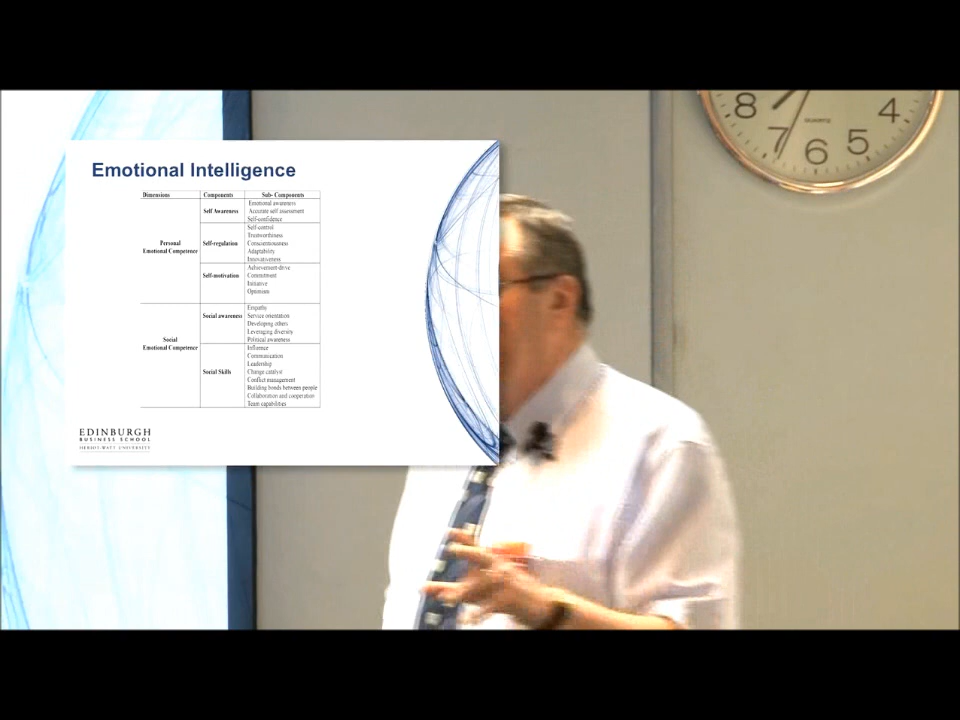 Emotional Intelligence
Dimensions Components Sub- Components
Personal
Emotional Competence
Self Awareness
Emotional awareness
Accurate self assessment
Self-confidence
Self-regulation
Self-control
Trustworthiness
Conscientiousness
Adaptability
Innovativeness
Self-motivation
Achievement drive
Commitment
Initiative
Optimism
Social
Emotional Competence
Social awareness
Empathy
Service orientation
Developing others
Leveraging diversity
Political awareness
Social Skills
Influence
Communication
Leadership
Change catalyst
Conflict management
Building bonds between people
Collaboration and cooperation
Team capabilities
EDINBURGH
BUSINESS SCHOOL
HERIOT-WATT UNIVERSITY
8 7 6 5 4
QUARTZ